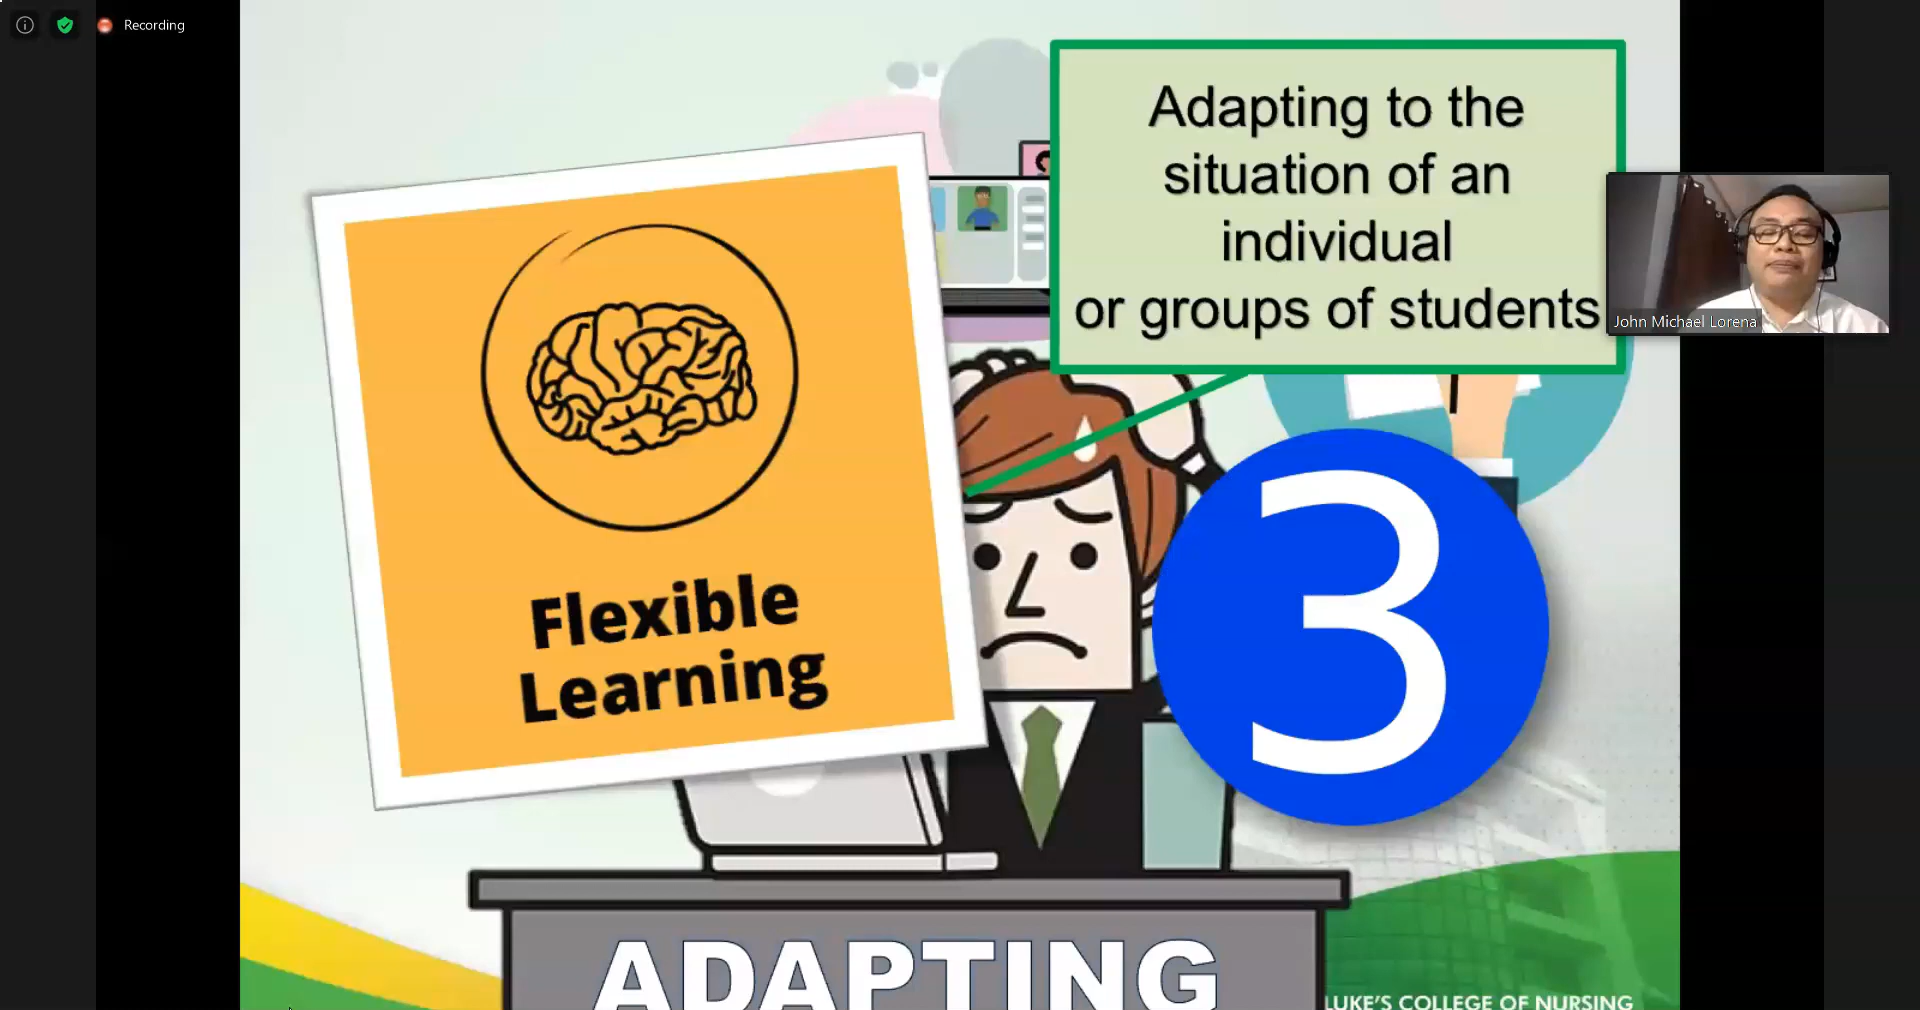 Recording
Adapting to the
situation of an
individual
or groups of students
John Michael Lorena
Flexible
Learning
3
ADAPTING
LUKE'S COLLEGE OF NURSING